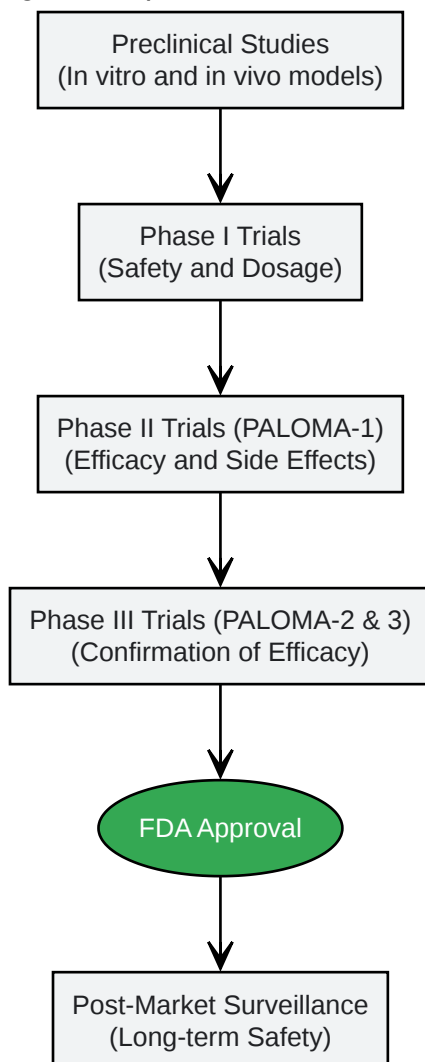 Preclinical Studies
(In vitro and in vivo models)
Phase I Trials
(Safety and Dosage)
Phase II Trials (PALOMA-1)
(Efficacy and Side Effects)
Phase III Trials (PALOMA-2 & 3)
(Confirmation of Efficacy)
FDA Approval
Post-Market Surveillance
(Long-term Safety)